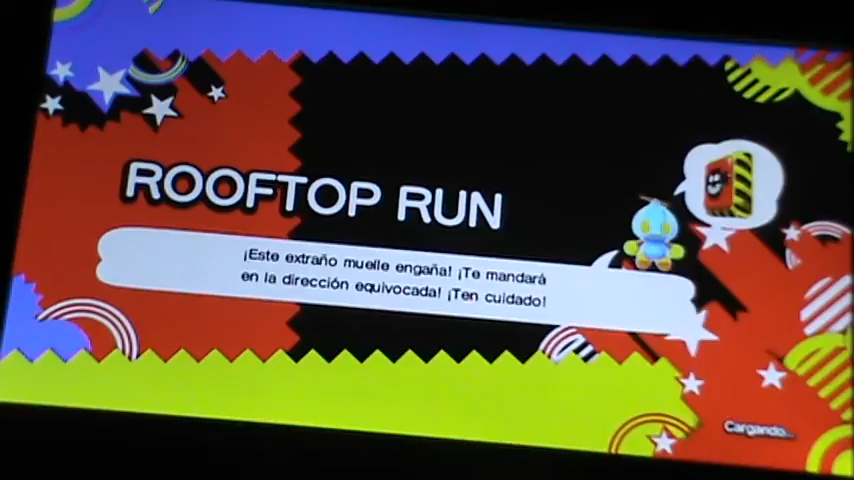 ROOFTOP RUN
¡Este extraño muelle engaña! ¡Te mandará
en la dirección equivocada! ¡Ten cuidado!
Cargando...